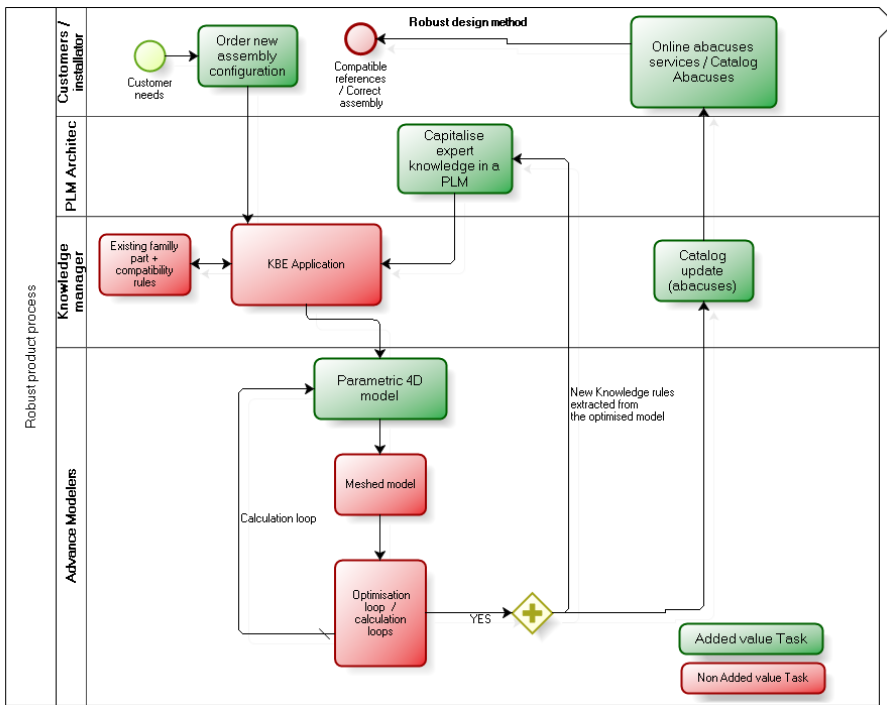 Robust design method
Robust product process
Customers /
installator
Customer
needs
Order new
assembly
configuration
Compatible
references
/ Correct
assembly
Online abacuses
services / Catalog
Abacuses
PLM Architec
Capitalise
expert
knowledge in a
PLM
Knowledge
manager
Existing familly
part +
compatibility
rules
KBE Application
Catalog
update
(abacuses)
Advance Modelers
Parametric 4D
model
New Knowledge rules
extracted from
the optimised model
Meshed model
Calculation loop
Optimisation
loop /
calculation
loops
YES
Added value Task
Non Added value Task